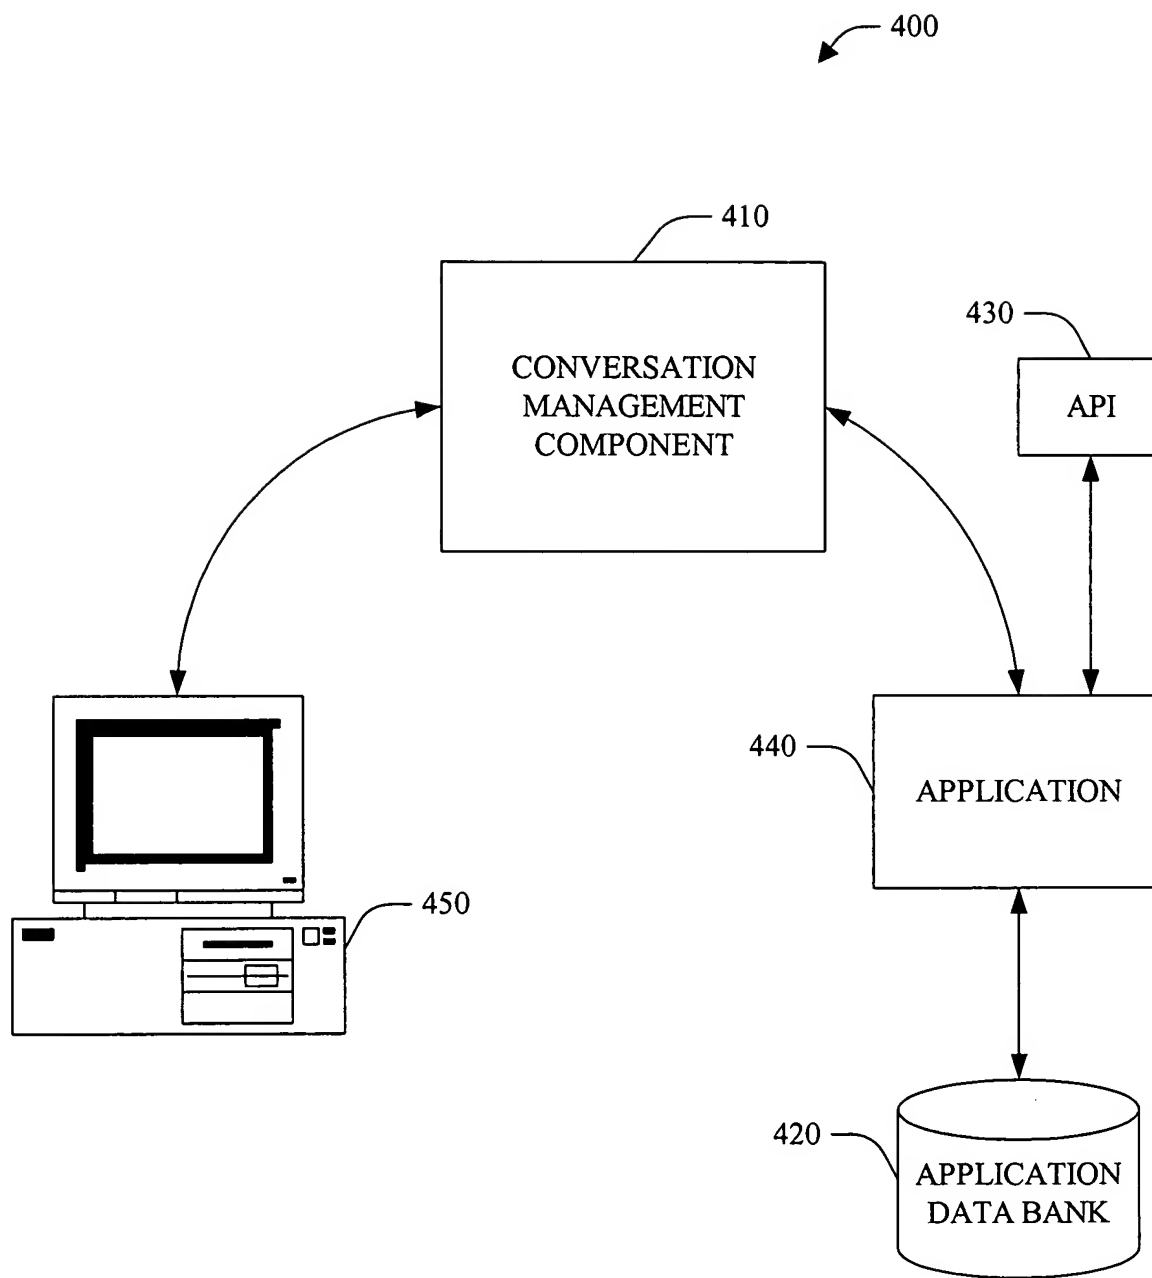 400
410
CONVERSATION
MANAGEMENT
COMPONENT
430
API
440
APPLICATION
450
420
APPLICATION
DATA BANK